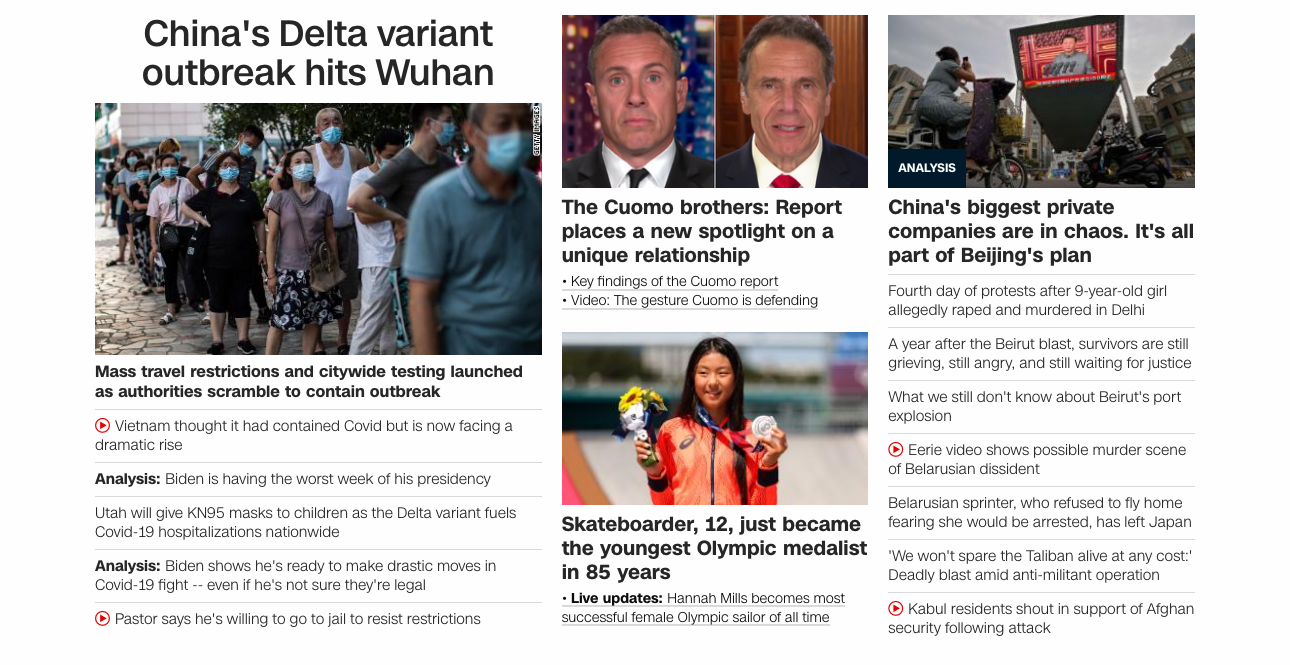 China's Delta variant
outbreak hits Wuhan
GETTY IMAGES
Mass travel restrictions and citywide testing launched
as authorities scramble to contain outbreak
Vietnam thought it had contained Covid but is now facing a
dramatic rise
Analysis: Biden is having the worst week of his presidency
Utah will give KN95 masks to children as the Delta variant fuels
Covid-19 hospitalizations nationwide
Analysis: Biden shows he's ready to make drastic moves in
Covid-19 fight -- even if he's not sure they're legal
Pastor says he's willing to go to jail to resist restrictions
The Cuomo brothers: Report
places a new spotlight on a
unique relationship
• Key findings of the Cuomo report
• Video: The gesture Cuomo is defending
Skateboarder, 12, just became
the youngest Olympic medalist
in 85 years
• Live updates: Hannah Mills becomes most
successful female Olympic sailor of all time
ANALYSIS
China's biggest private
companies are in chaos. It's all
part of Beijing's plan
Fourth day of protests after 9-year-old girl
allegedly raped and murdered in Delhi
A year after the Beirut blast, survivors are still
grieving, still angry, and still waiting for justice
What we still don't know about Beirut's port
explosion
Eerie video shows possible murder scene
of Belarusian dissident
Belarusian sprinter, who refused to fly home
fearing she would be arrested, has left Japan
'We won't spare the Taliban alive at any cost:'
Deadly blast amid anti-militant operation
Kabul residents shout in support of Afghan
security following attack